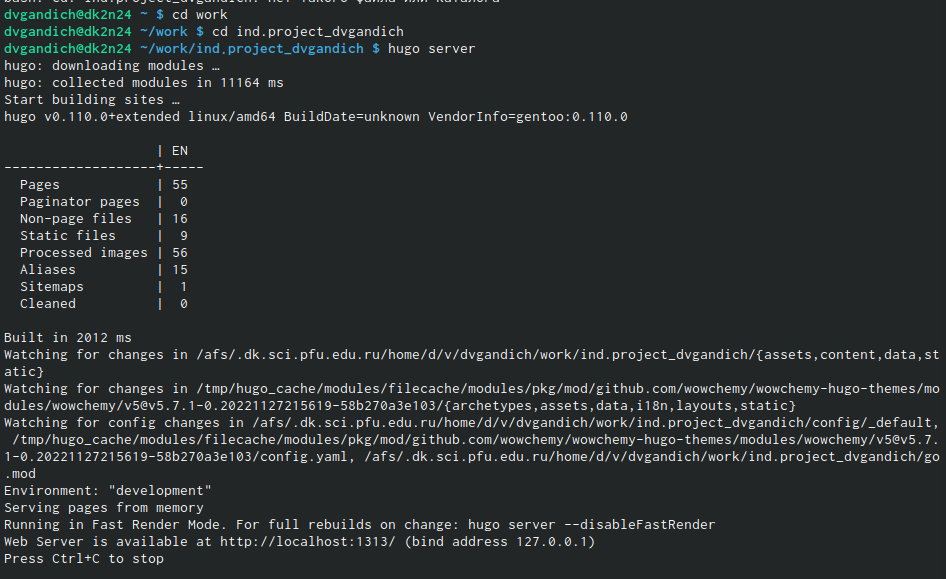 bash: cd: ind.project_dvgandich: Нет такого файла или каталога
dvgandich@dk2n24 ~ $ cd work
dvgandich@dk2n24 ~/work $ cd ind.project_dvgandich
dvgandich@dk2n24 ~/work/ind.project_dvgandich $ hugo server
hugo: downloading modules …
hugo: collected modules in 11164 ms
Start building sites …
hugo v0.110.0+extended linux/amd64 BuildDate=unknown VendorInfo=gentoo:0.110.0
                   | EN
-------------------+-----
  Pages            | 55
  Paginator pages  |  0
  Non-page files   | 16
  Static files     |  9
  Processed images | 56
  Aliases          | 15
  Sitemaps         |  1
  Cleaned          |  0
Built in 2012 ms
Watching for changes in /afs/.dk.sci.pfu.edu.ru/home/d/v/dvgandich/work/ind.project_dvgandich/{assets,content,data,st
atic}
Watching for changes in /tmp/hugo_cache/modules/filecache/modules/pkg/mod/github.com/wowchemy/wowchemy-hugo-themes/mo
dules/wowchemy/v5@v5.7.1-0.20221127215619-58b270a3e103/{archetypes,assets,data,i18n,layouts,static}
Watching for config changes in /afs/.dk.sci.pfu.edu.ru/home/d/v/dvgandich/work/ind.project_dvgandich/config/_default,
 /tmp/hugo_cache/modules/filecache/modules/pkg/mod/github.com/wowchemy/wowchemy-hugo-themes/modules/wowchemy/v5@v5.7.
1-0.20221127215619-58b270a3e103/config.yaml, /afs/.dk.sci.pfu.edu.ru/home/d/v/dvgandich/work/ind.project_dvgandich/go
.mod
Environment: "development"
Serving pages from memory
Running in Fast Render Mode. For full rebuilds on change: hugo server --disableFastRender
Web Server is available at http://localhost:1313/ (bind address 127.0.0.1)
Press Ctrl+C to stop